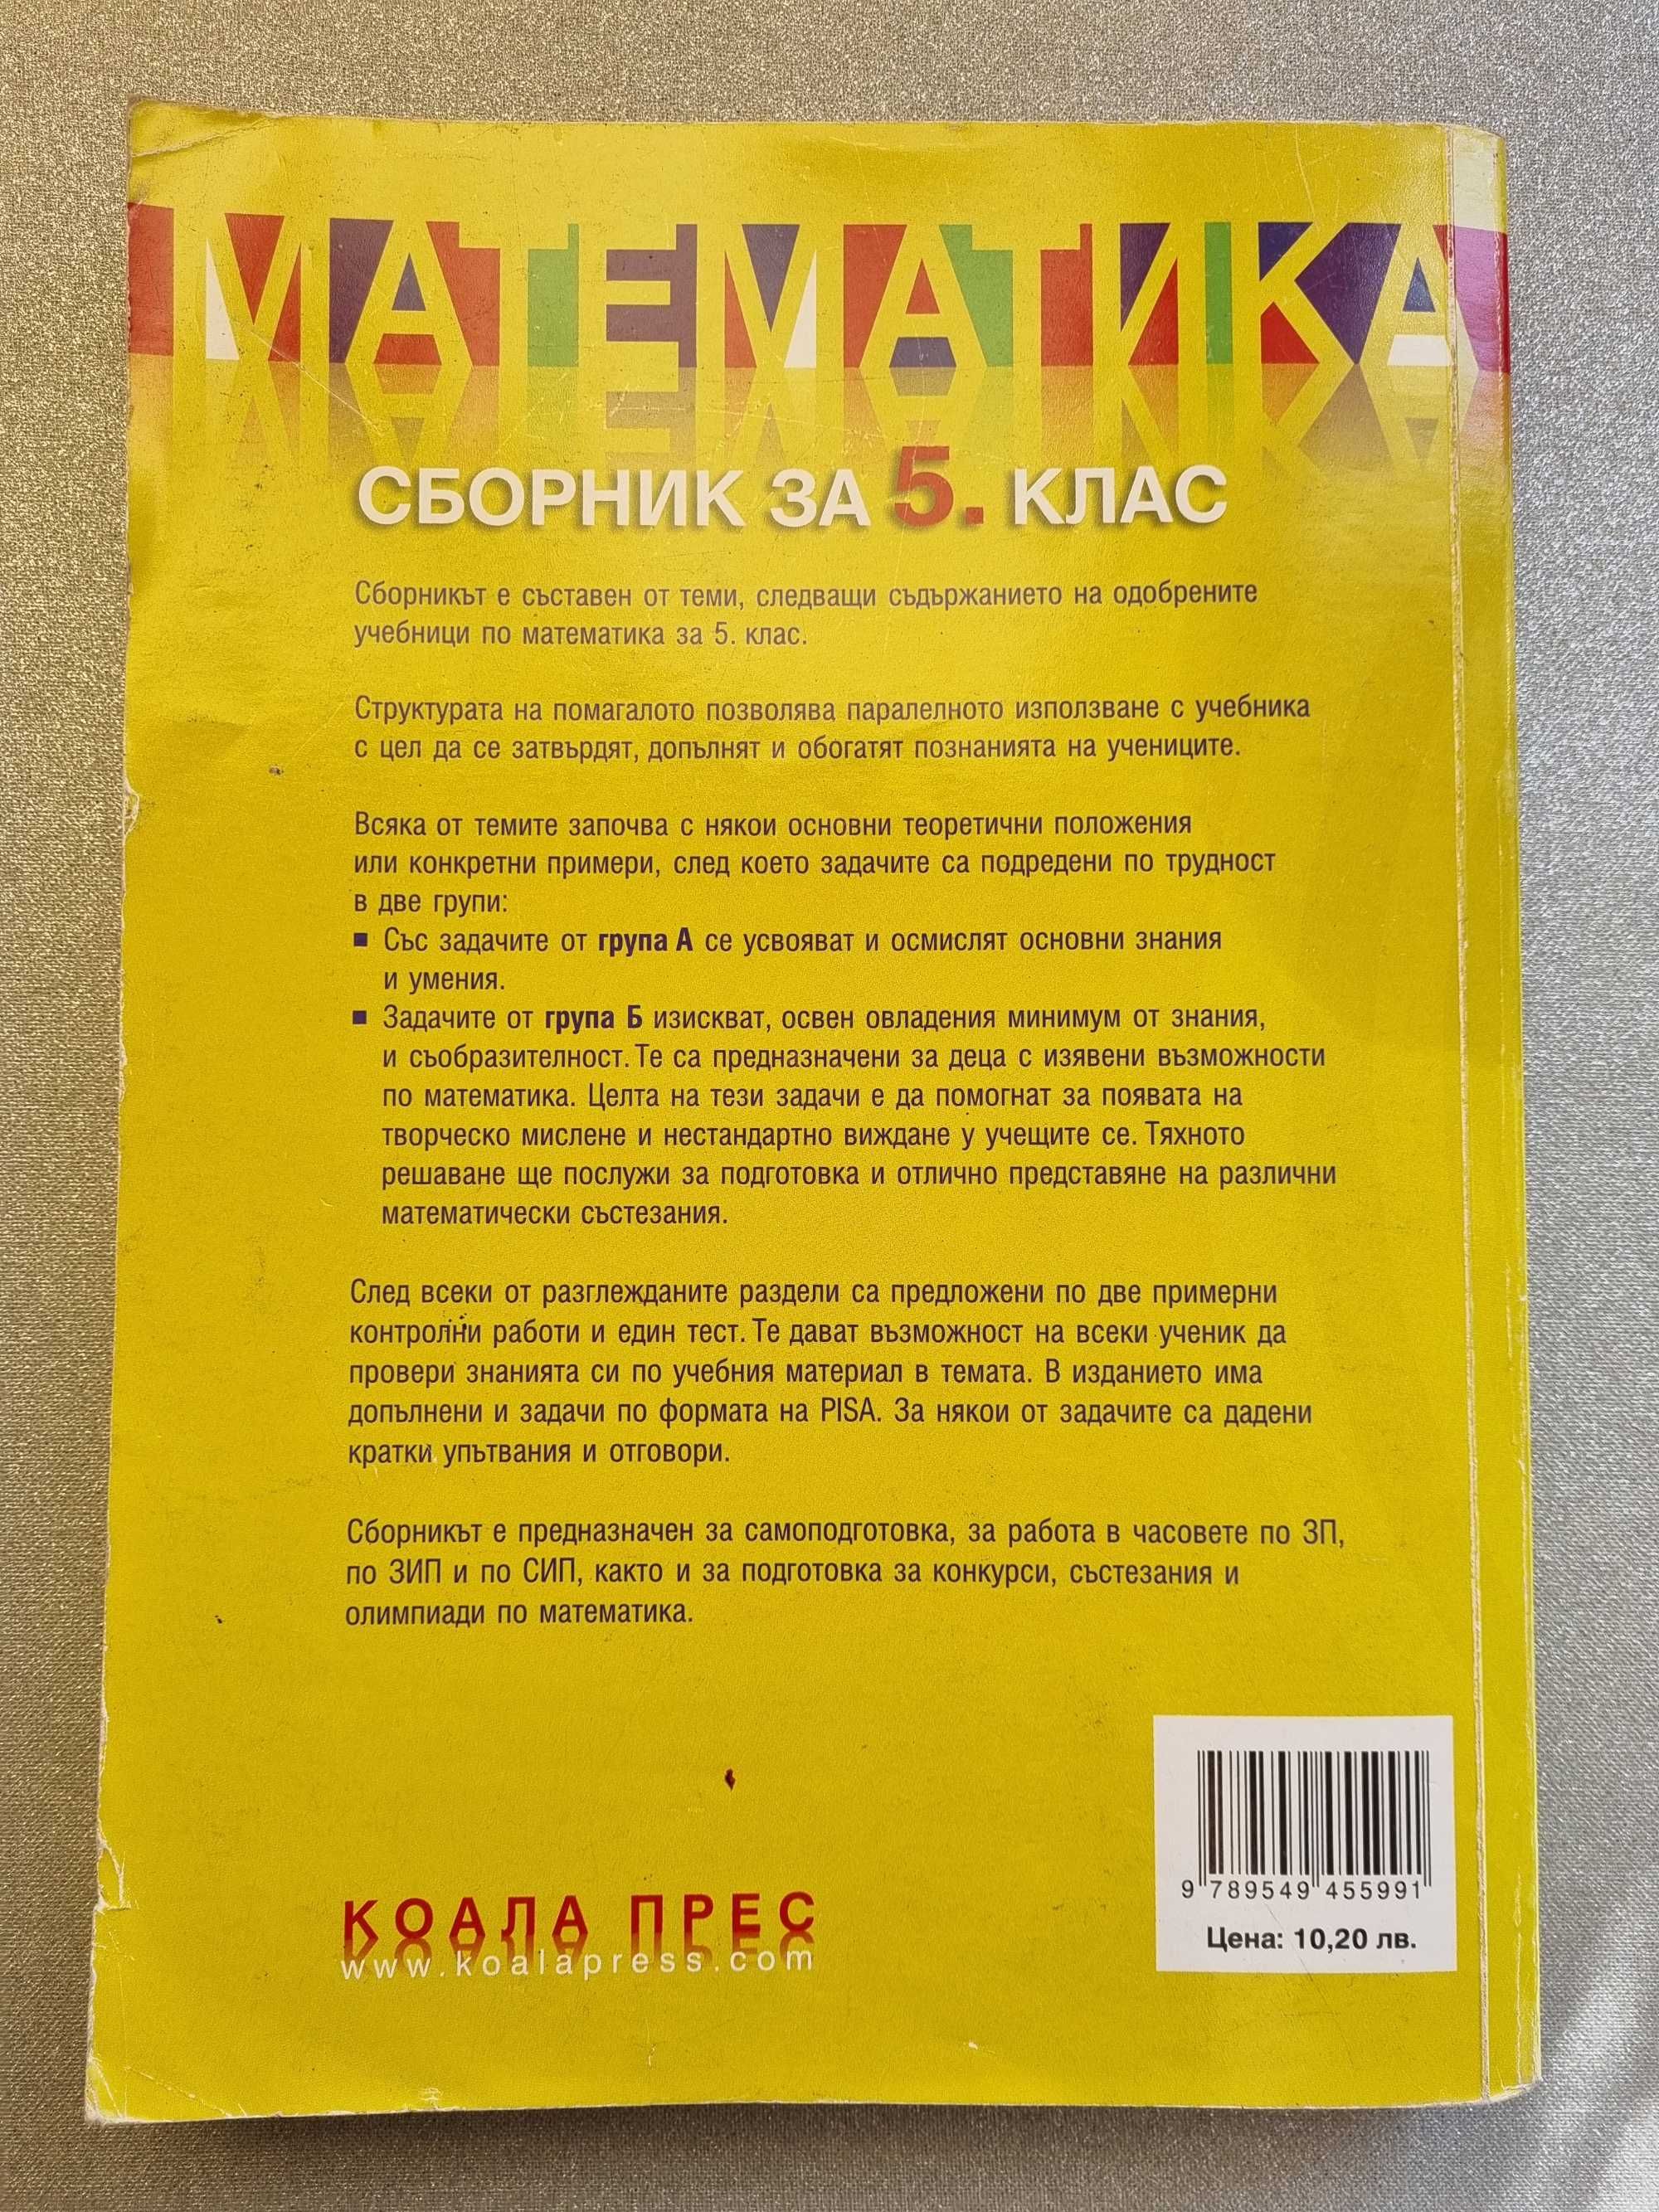 МАТЕМАТИКА
СБОРНИК ЗА 5. КЛАС
Сборникът е съставен от теми, следващи съдържанието на одобрените
учебници по математика за 5. клас.
Структурата на помагалото позволява паралелното използване с учебника
с цел да се затвърдят, допълнят и обогатят познанията на учениците.
Всяка от темите започва с някои основни теоретични положения
или конкретни примери, след което задачите са подредени по трудност
в две групи:
▪ Със задачите от група А се усвояват и осмислят основни знания
и умения.
▪ Задачите от група Б изискват, освен овладения минимум от знания,
и съобразителност. Те са предназначени за деца с изявени възможности
по математика. Целта на тези задачи е да помогнат за появата на
творческо мислене и нестандартно виждане у учещите се. Тяхното
решаване ще послужи за подготовка и отлично представяне на различни
математически състезания.
След всеки от разглежданите раздели са предложени по две примерни
контролни работи и един тест. Те дават възможност на всеки ученик да
провери знанията си по учебния материал в темата. В изданието има
допълнени и задачи по формата на PISA. За някои от задачите са дадени
кратки упътвания и отговори.
Сборникът е предназначен за самоподготовка, за работа в часовете по ЗП,
по ЗИП и по СИП, както и за подготовка за конкурси, състезания и
олимпиади по математика.
КОАЛА ПРЕС
www.koalapress.com
9 789549 455991
Цена: 10,20 лв.